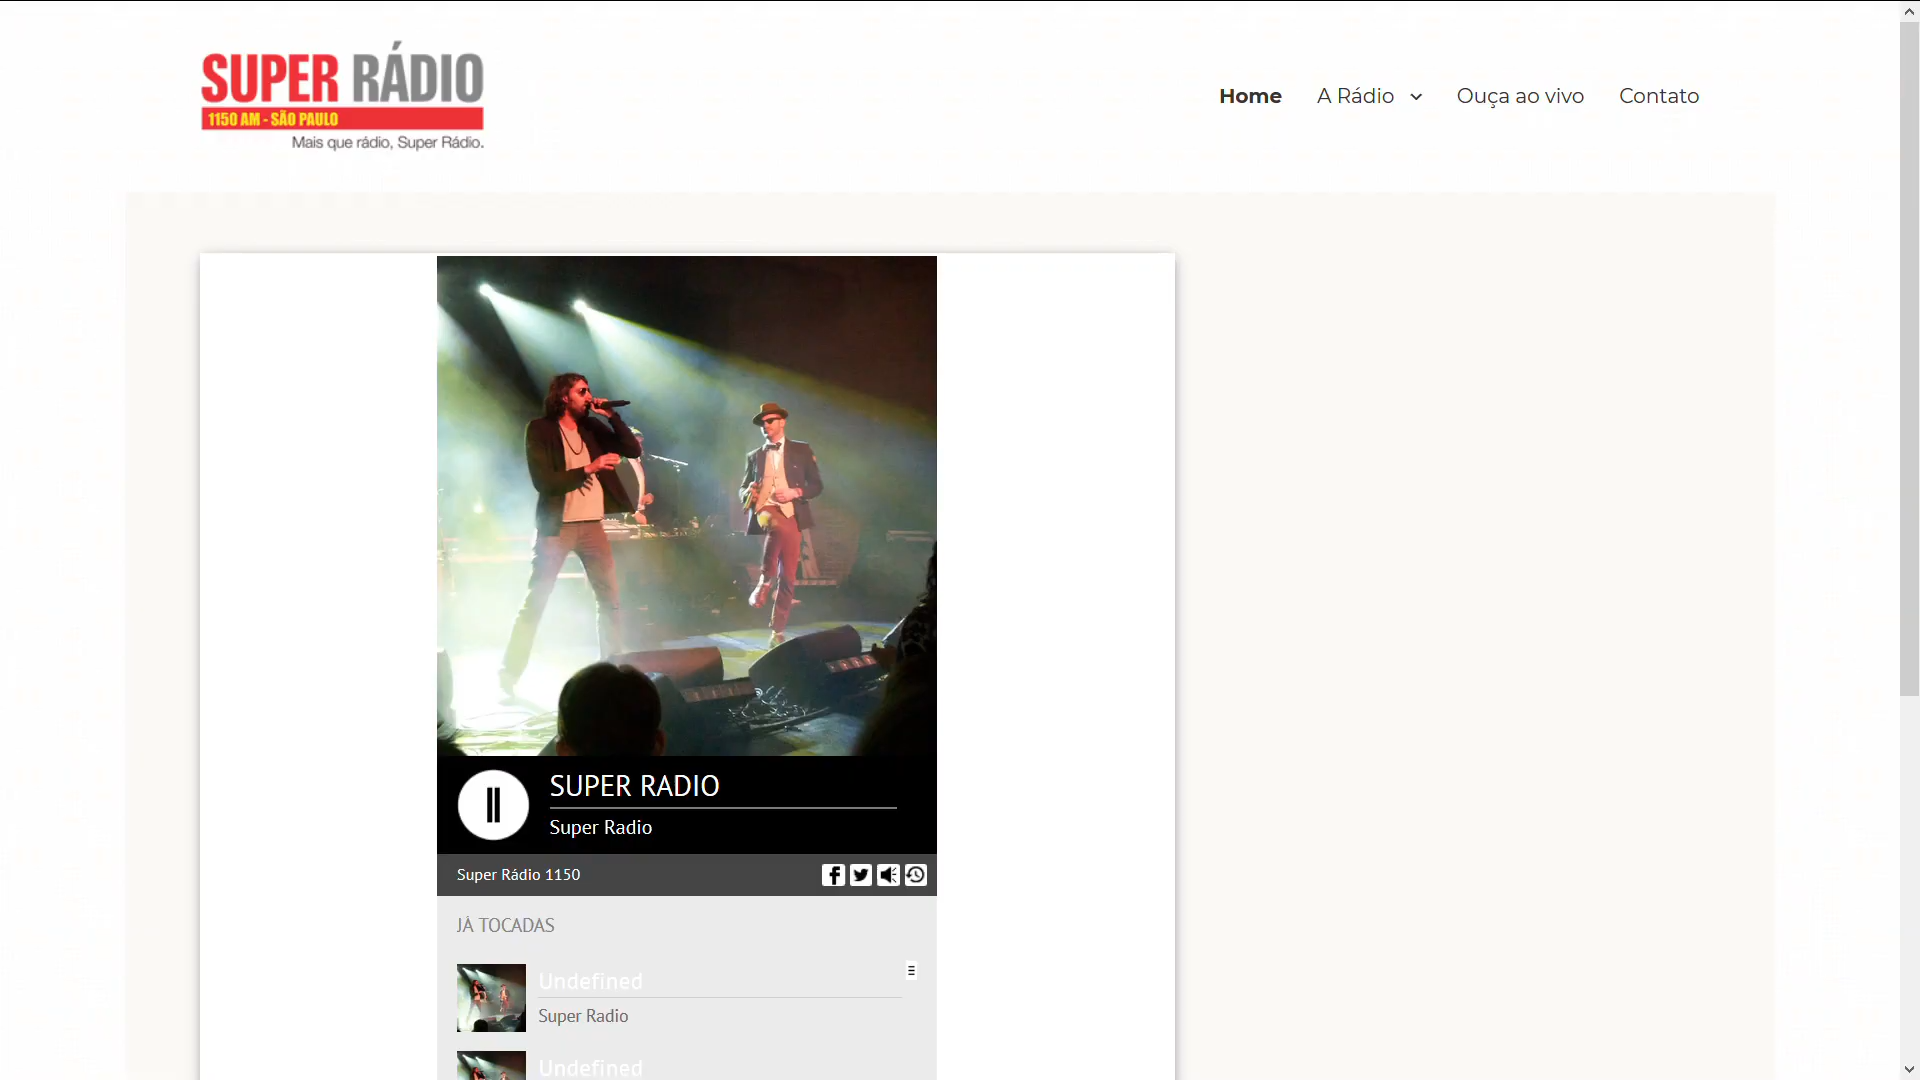 SUPER RÁDIO
1150 AM - SÃO PAULO
Mais que rádio, Super Rádio.
Home
A Rádio
Ouça ao vivo
Contato
SUPER RADIO
Super Radio
Super Rádio 1150
JÁ TOCADAS
Undefined
Super Radio
Undefined